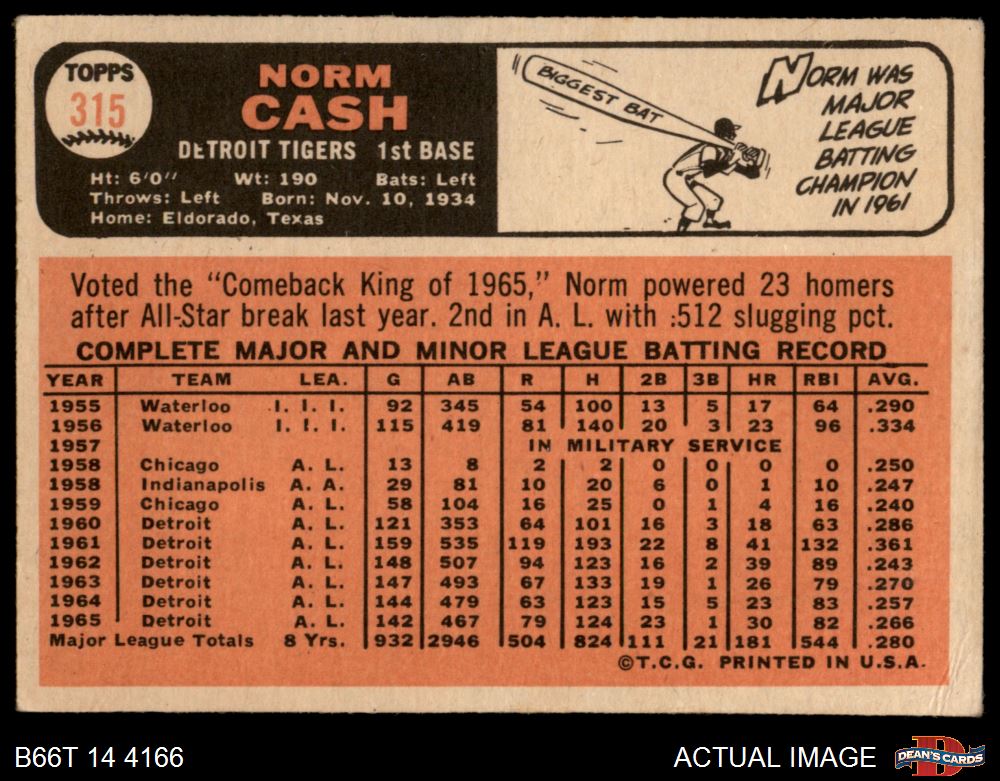 TOPPS
315
NORM
CASH
DETROIT TIGERS 1st BASE
Ht: 6'0" Wt: 190 Bats: Left
Throws: Left Born: Nov. 10, 1934
Home: Eldorado, Texas
BIGGEST BAT
NORM WAS
MAJOR
LEAGUE
BATTING
CHAMPION
IN 1961
Voted the "Comeback King of 1965," Norm powered 23 homers
after All-Star break last year. 2nd in A. L. with .512 slugging pct.
COMPLETE MAJOR AND MINOR LEAGUE BATTING RECORD
YEAR TEAM LEA. G AB R H 2B 3B HR RBI AVG.
1955 Waterloo I. I. I. 92 345 54 100 13 5 17 64 .290
1956 Waterloo I. I. I. 115 419 81 140 20 3 23 96 .334
1957 IN MILITARY SERVICE
1958 Chicago A. L. 13 8 2 2 0 0 0 0 .250
1958 Indianapolis A. A. 29 81 10 20 6 0 1 10 .247
1959 Chicago A. L. 58 104 16 25 0 1 4 16 .240
1960 Detroit A. L. 121 353 64 101 16 3 18 63 .286
1961 Detroit A. L. 159 535 119 193 22 8 41 132 .361
1962 Detroit A. L. 148 507 94 123 16 2 39 89 .243
1963 Detroit A. L. 147 493 67 133 19 1 26 79 .270
1964 Detroit A. L. 144 479 63 123 15 5 23 83 .257
1965 Detroit A. L. 142 467 79 124 23 1 30 82 .266
Major League Totals 8 Yrs. 932 2946 504 824 111 21 181 544 .280
©T.C.G. PRINTED IN U.S.A.
B66T 14 4166
ACTUAL IMAGE
D
DEAN'S CARDS